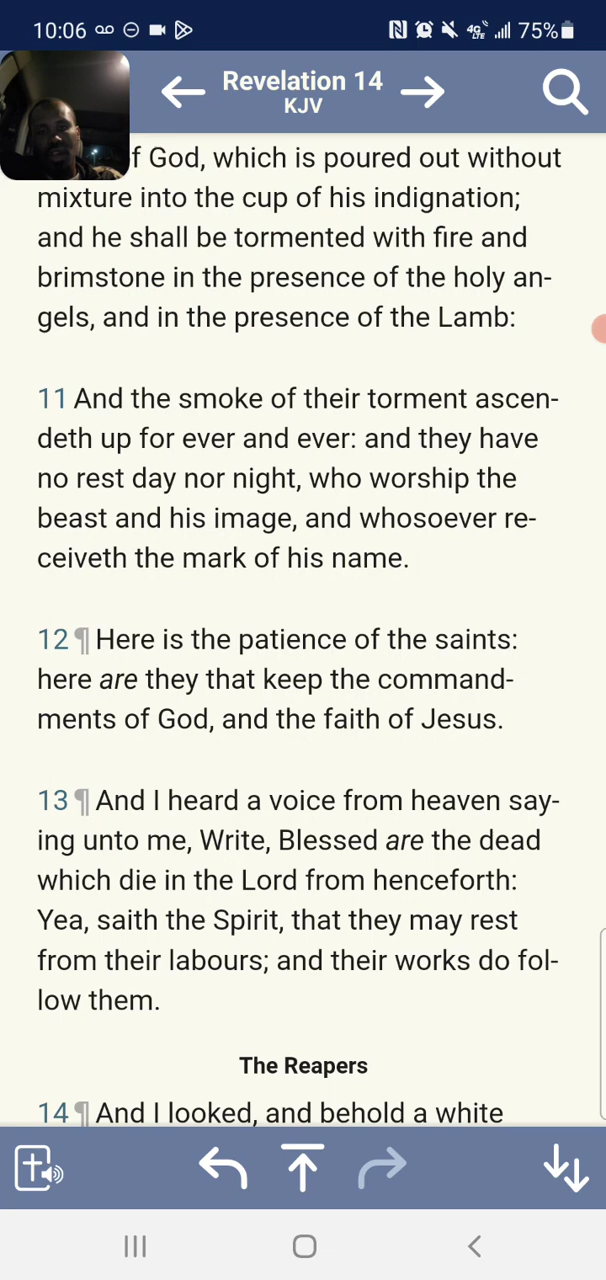 10:06
4G LTE 75%
Revelation 14
KJV
f God, which is poured out without
mixture into the cup of his indignation;
and he shall be tormented with fire and
brimstone in the presence of the holy an-
gels, and in the presence of the Lamb:
11 And the smoke of their torment ascen-
deth up for ever and ever: and they have
no rest day nor night, who worship the
beast and his image, and whosoever re-
ceiveth the mark of his name.
12 ¶ Here is the patience of the saints:
here are they that keep the command-
ments of God, and the faith of Jesus.
13 ¶ And I heard a voice from heaven say-
ing unto me, Write, Blessed are the dead
which die in the Lord from henceforth:
Yea, saith the Spirit, that they may rest
from their labours; and their works do fol-
low them.
The Reapers
14 ¶ And I looked, and behold a white